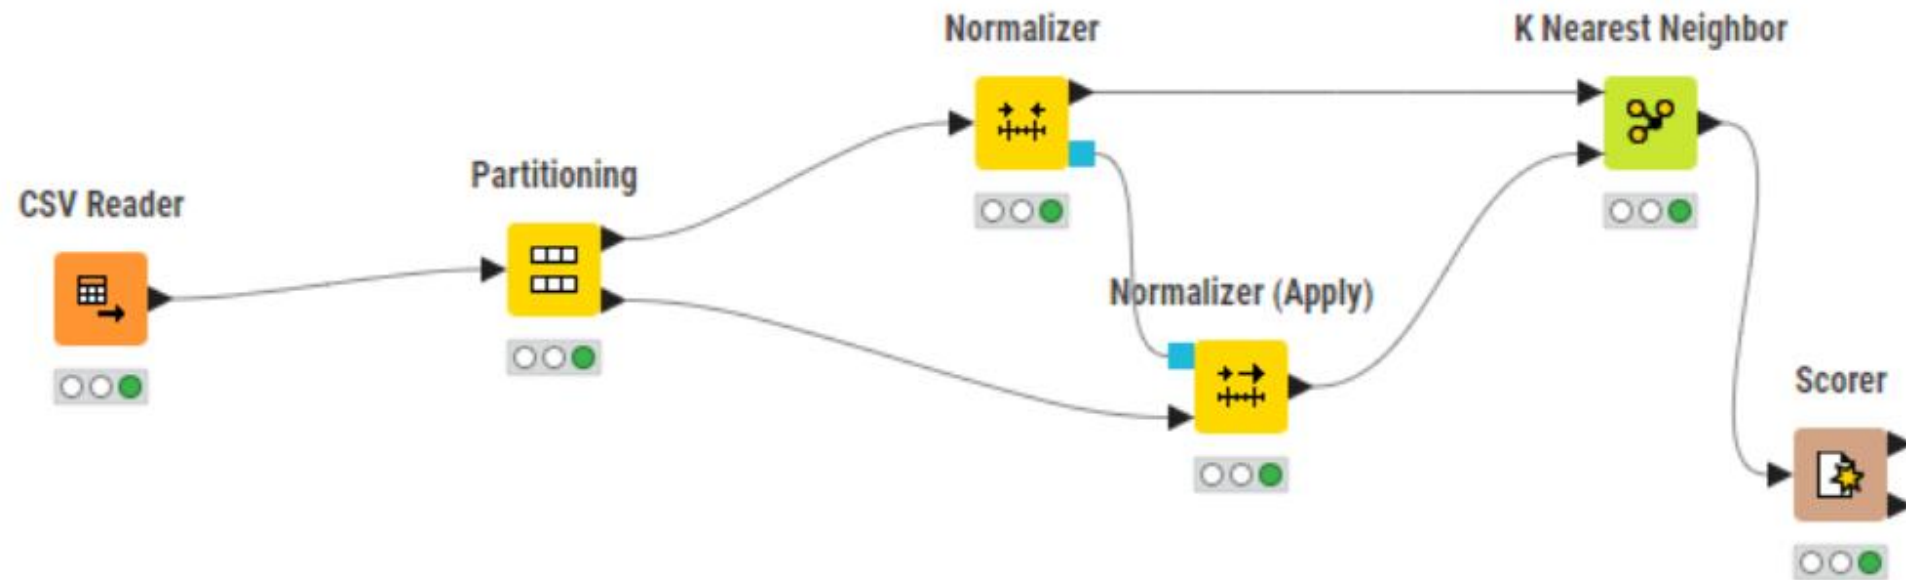 Normalizer
K Nearest Neighbor
Partitioning
CSV Reader
Normalizer (Apply)
Scorer